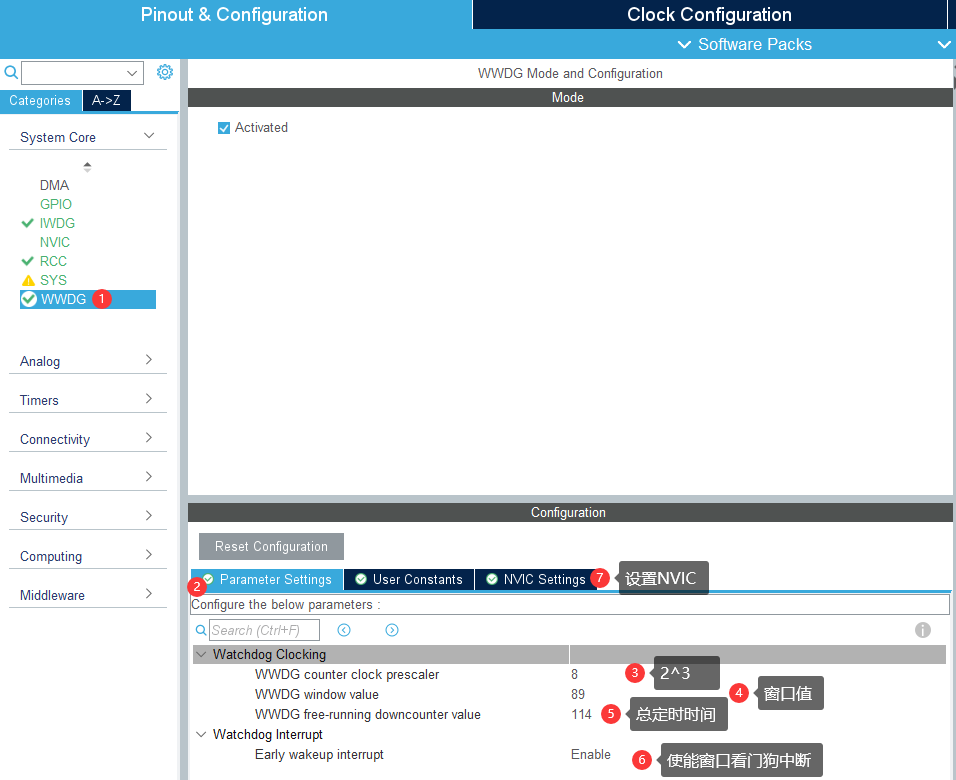 Pinout & Configuration
Clock Configuration
Software Packs
WWDG Mode and Configuration
Categories
A->Z
Mode
Activated
System Core
DMA
GPIO
IWDG
NVIC
RCC
SYS
WWDG 1
Analog
Timers
Connectivity
Multimedia
Security
Computing
Middleware
Configuration
Reset Configuration
2 Parameter Settings
User Constants
NVIC Settings 7 设置NVIC
Configure the below parameters :
Search (Ctrl+F)
Watchdog Clocking
WWDG counter clock prescaler 8 3 2^3
WWDG window value 89 4 窗口值
WWDG free-running downcounter value 114 5 总定时时间
Watchdog Interrupt
Early wakeup interrupt Enable 6 使能窗口看门狗中断